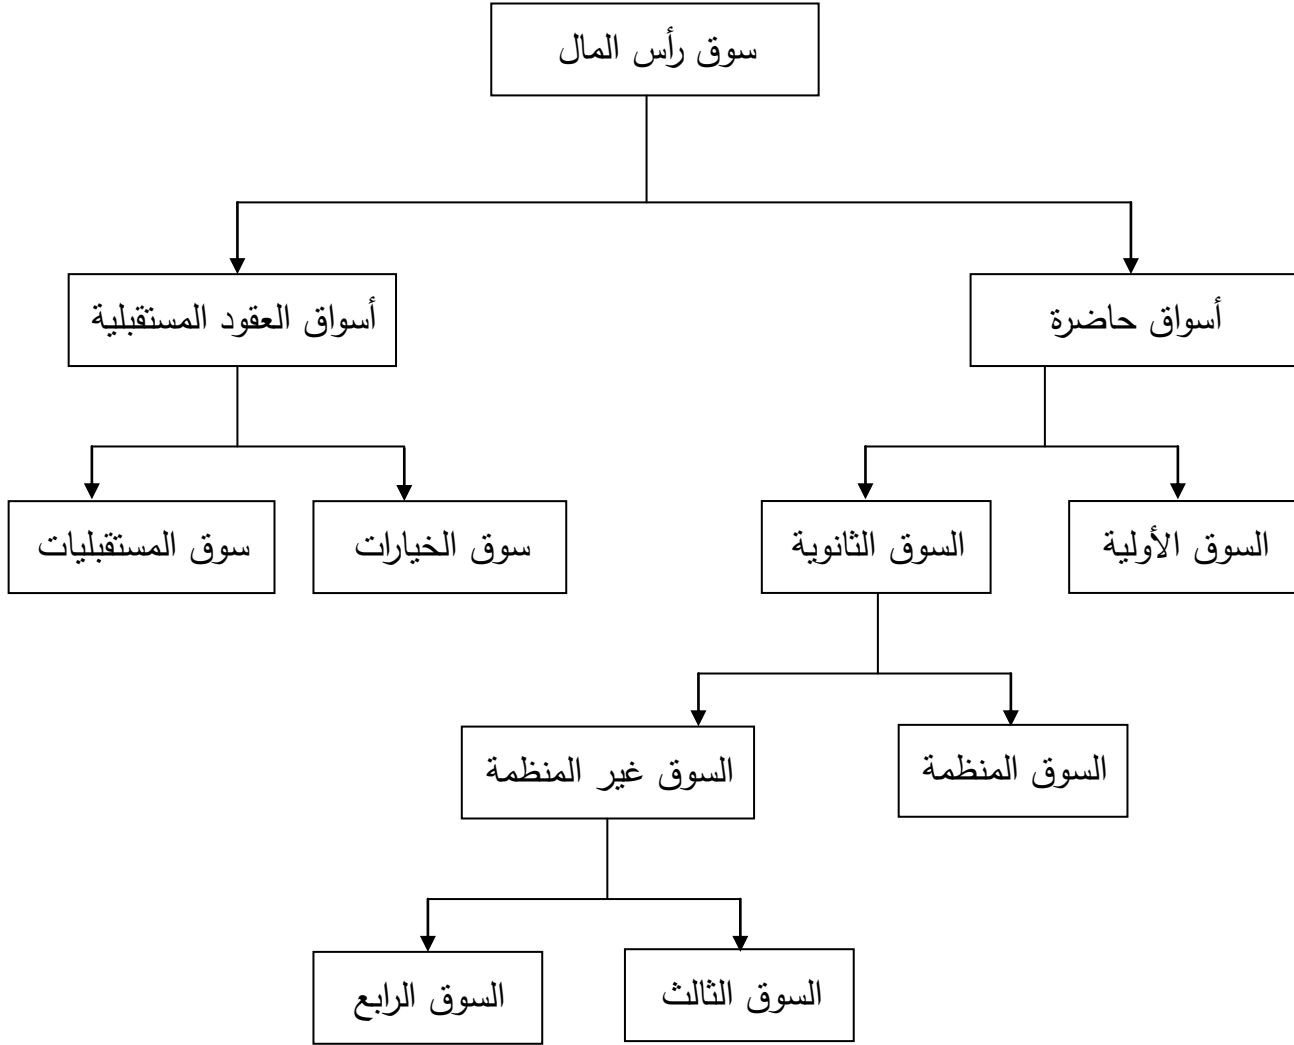 سوق رأس المال
أسواق حاضرة
أسواق العقود المستقبلية
السوق الأولية
السوق الثانوية
سوق الخيارات
سوق المستقبليات
السوق المنظمة
السوق غير المنظمة
السوق الثالث
السوق الرابع